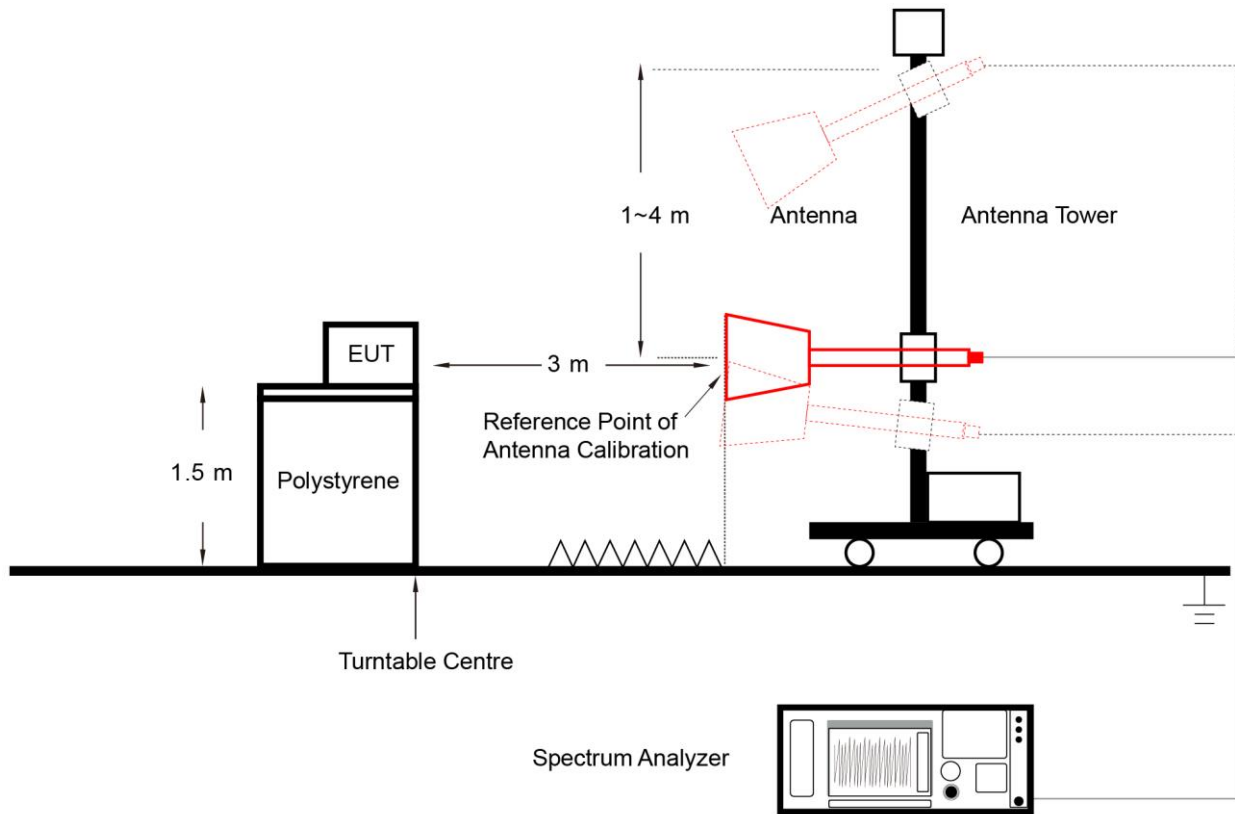 1~4 m
Antenna
Antenna Tower
EUT
3 m
Reference Point of
Antenna Calibration
1.5 m
Polystyrene
Turntable Centre
Spectrum Analyzer